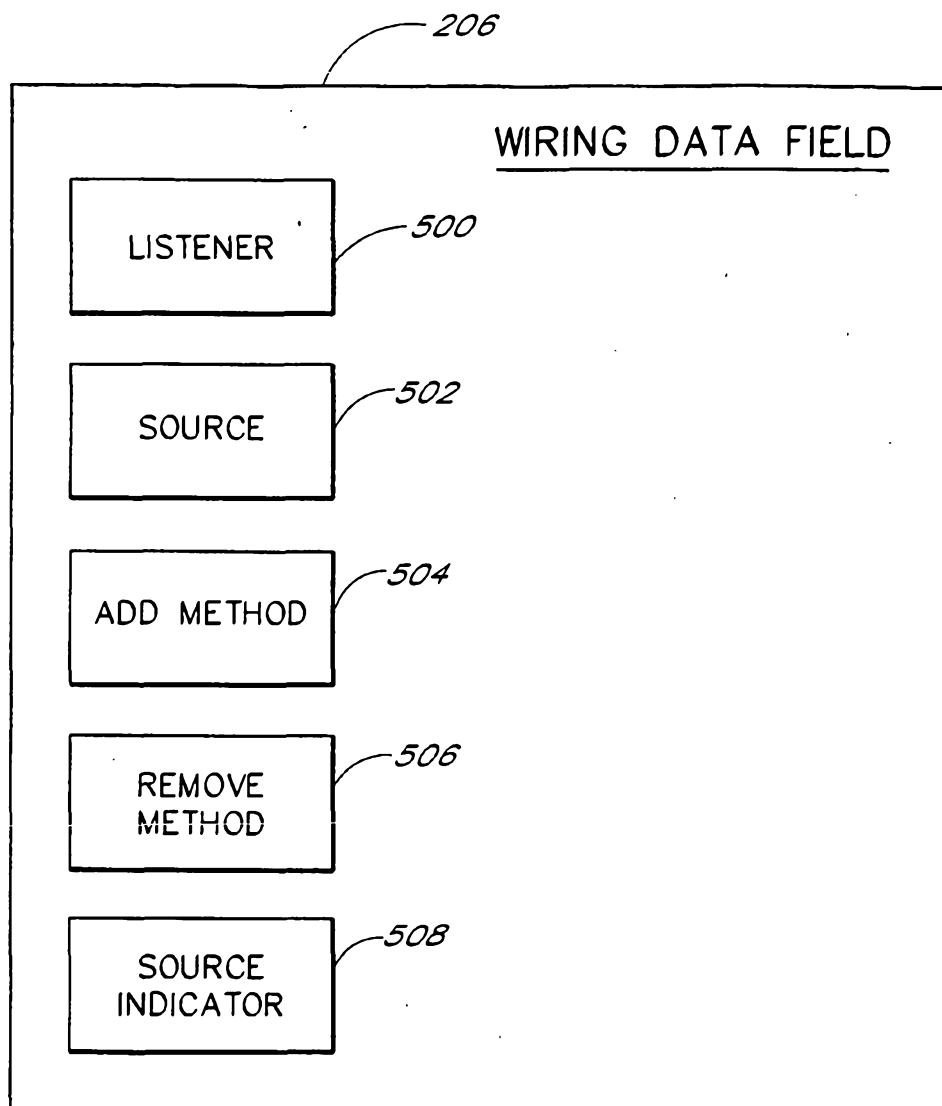 206
WIRING DATA FIELD
LISTENER
500
SOURCE
502
ADD METHOD
504
REMOVE
METHOD
506
SOURCE
INDICATOR
508